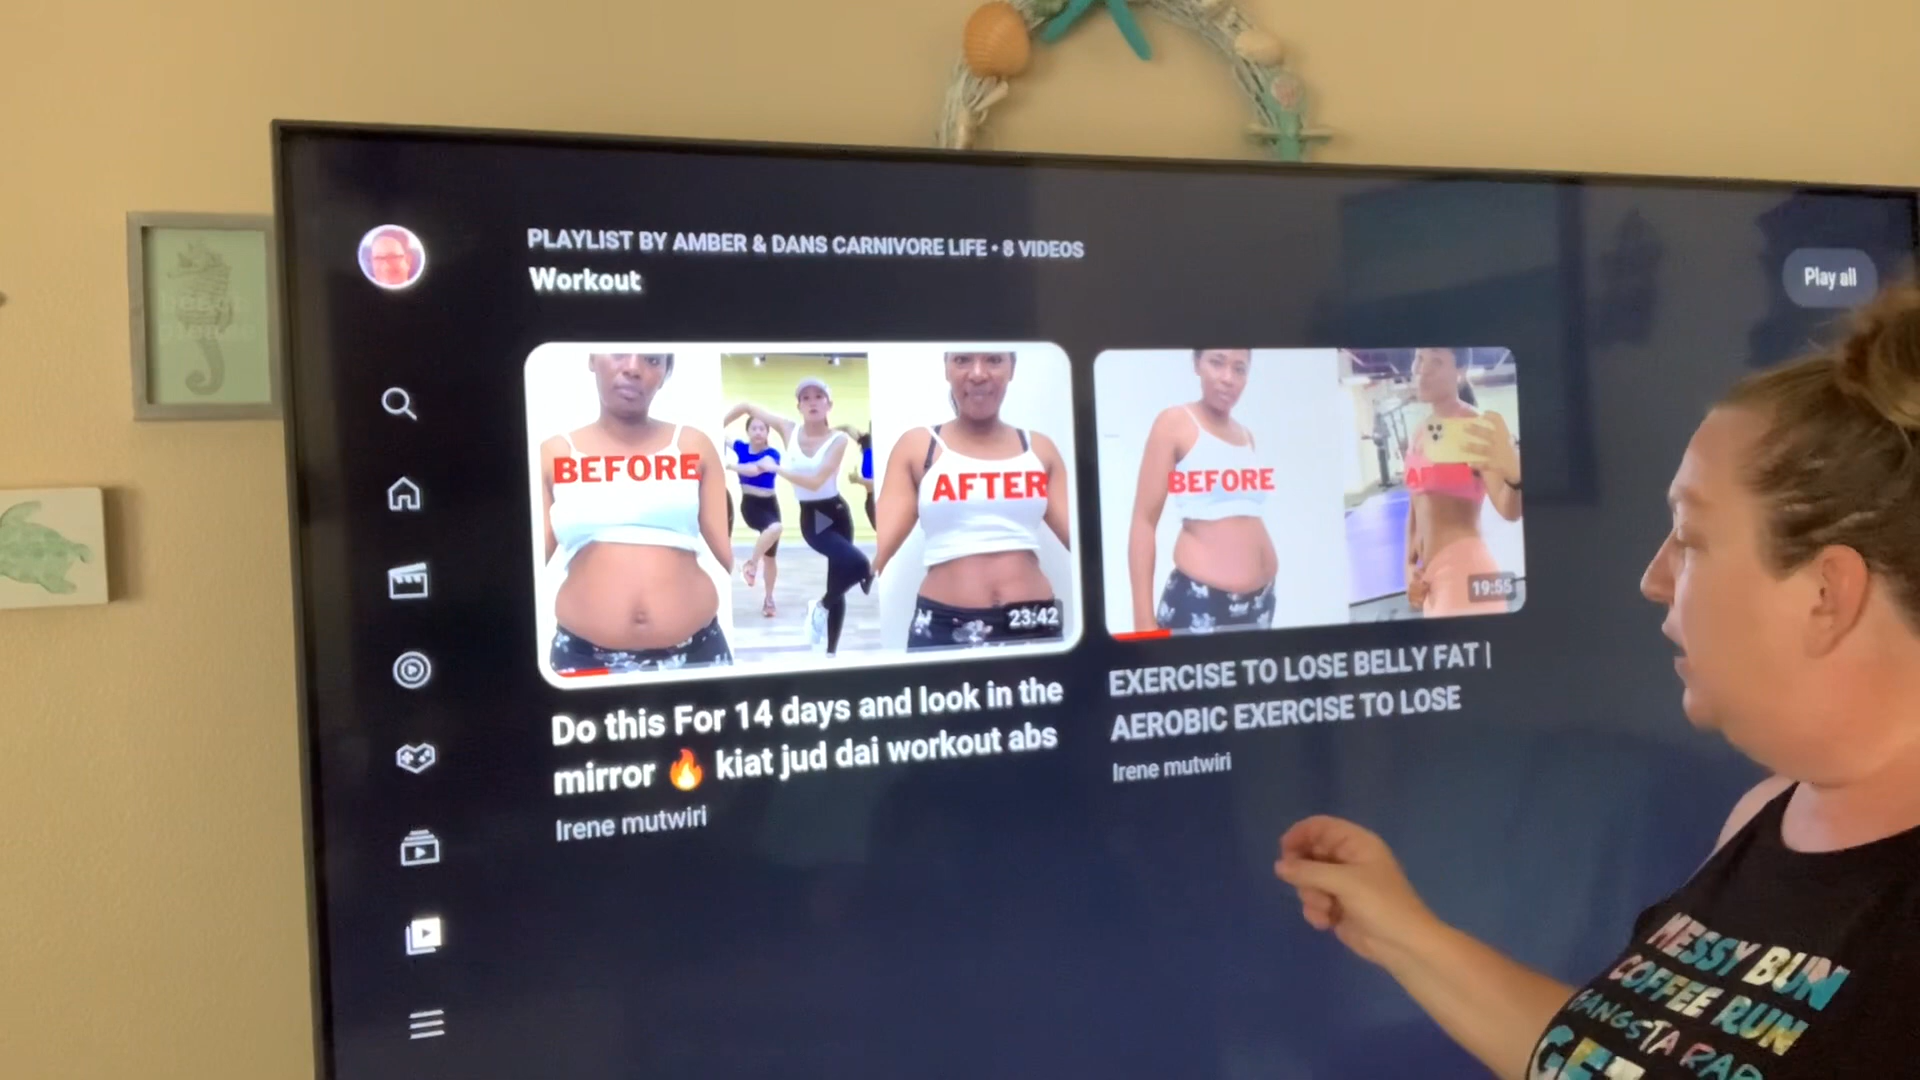 PLAYLIST BY AMBER & DANS CARNIVORE LIFE • 8 VIDEOS
Workout
Play all
BEFORE
AFTER
23:42
BEFORE
19:55
Do this For 14 days and look in the
mirror 🔥 kiat jud dai workout abs
Irene mutwiri
EXERCISE TO LOSE BELLY FAT |
AEROBIC EXERCISE TO LOSE
Irene mutwiri
MESSY BUN
COFFEE RUN
GANGSTA RAP